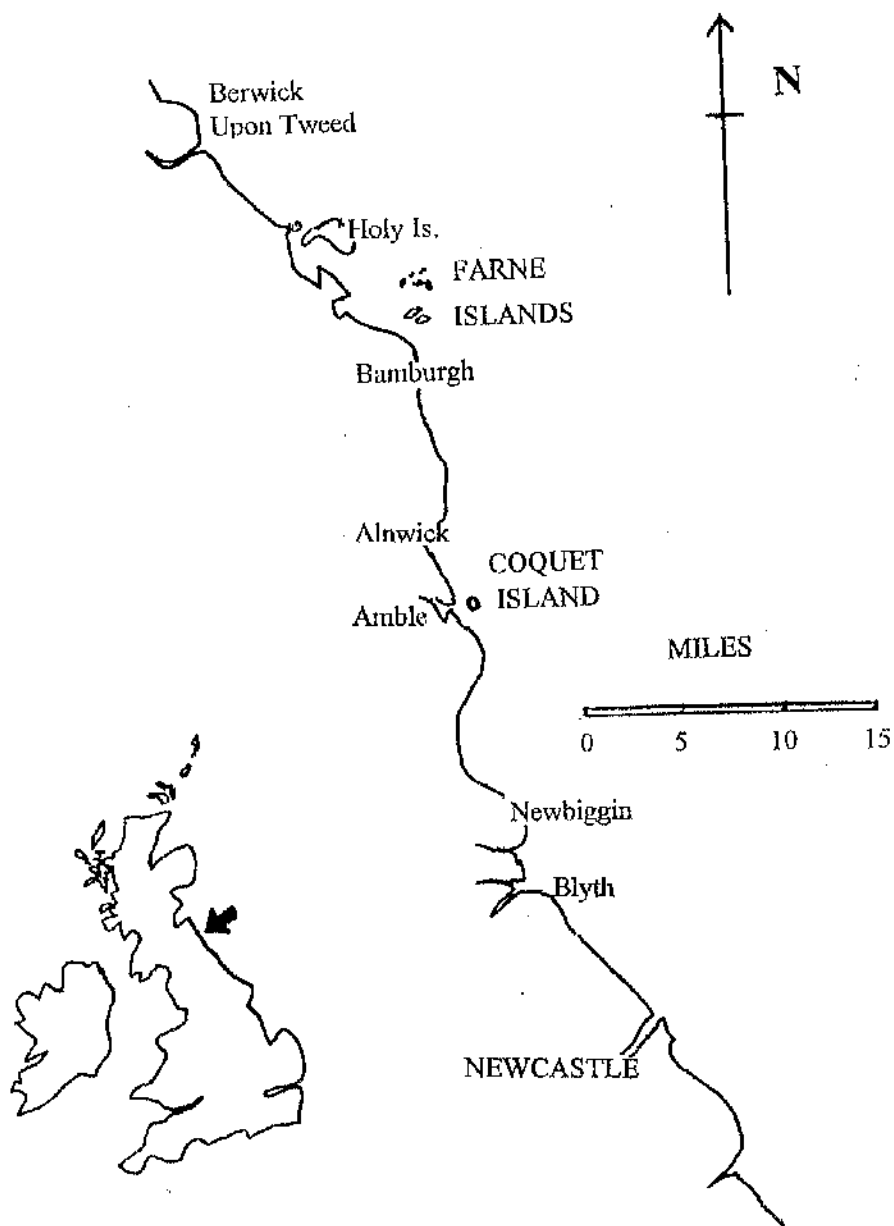 N
Berwick
Upon Tweed
Holy Is.
FARNE
ISLANDS
Bamburgh
Alnwick
COQUET
ISLAND
Amble
MILES
0 5 10 15
Newbiggin
Blyth
NEWCASTLE